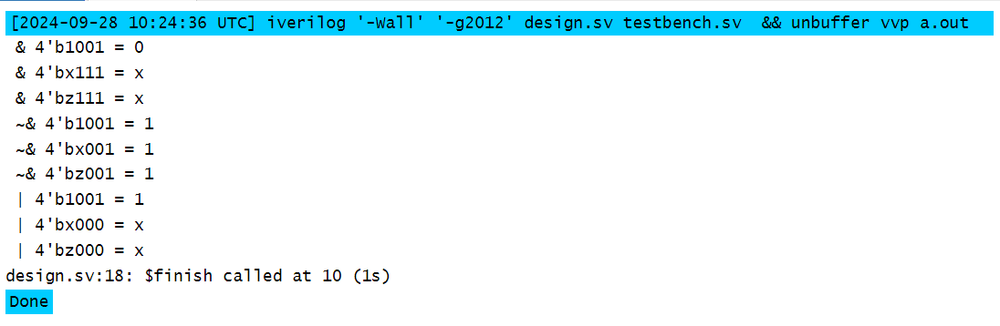 [2024-09-28 10:24:36 UTC] iverilog '-Wall' '-g2012' design.sv testbench.sv  && unbuffer vvp a.out
& 4'b1001 = 0
& 4'bx111 = x
& 4'bz111 = x
~& 4'b1001 = 1
~& 4'bx001 = 1
~& 4'bz001 = 1
| 4'b1001 = 1
| 4'bx000 = x
| 4'bz000 = x
design.sv:18: $finish called at 10 (1s)
Done